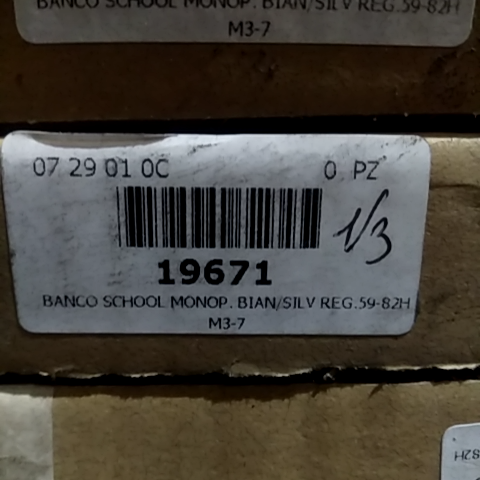 BANCO SCHOOL MONOP. BIAN/SILV REG.59-82H
M3-7
07 29 01 0C 0 PZ
1/3
19671
BANCO SCHOOL MONOP. BIAN/SILV REG.59-82H
M3-7
82H